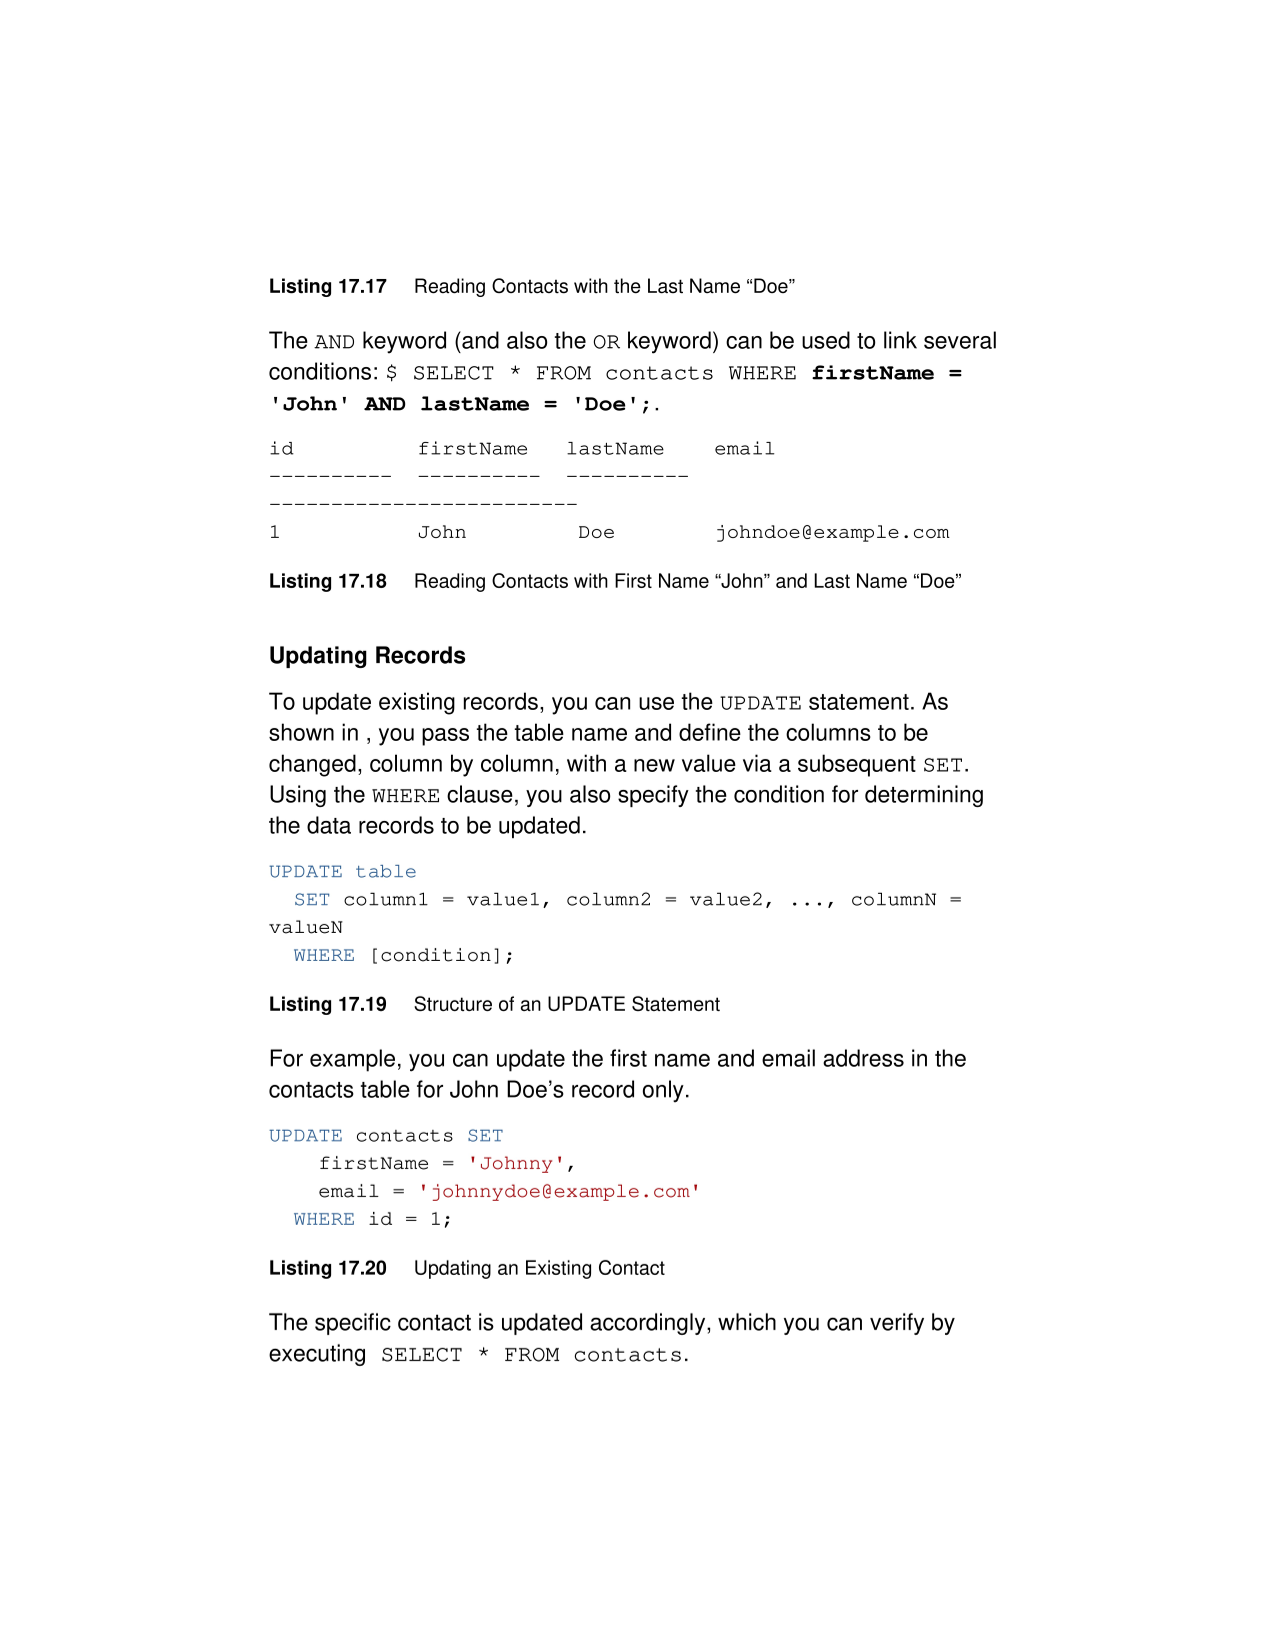 Listing 17.17 Reading Contacts with the Last Name “Doe”
The AND keyword (and also the OR keyword) can be used to link several
conditions: $ SELECT * FROM contacts WHERE firstName =
'John' AND lastName = 'Doe';.
id firstName lastName email
---------- ---------- ----------
-------------------------
1 John Doe johndoe@example.com
Listing 17.18 Reading Contacts with First Name “John” and Last Name “Doe”
Updating Records
To update existing records, you can use the UPDATE statement. As
shown in , you pass the table name and define the columns to be
changed, column by column, with a new value via a subsequent SET.
Using the WHERE clause, you also specify the condition for determining
the data records to be updated.
UPDATE table
SET column1 = value1, column2 = value2, ..., columnN =
valueN
WHERE [condition];
Listing 17.19 Structure of an UPDATE Statement
For example, you can update the first name and email address in the
contacts table for John Doe’s record only.
UPDATE contacts SET
firstName = 'Johnny',
email = 'johnnydoe@example.com'
WHERE id = 1;
Listing 17.20 Updating an Existing Contact
The specific contact is updated accordingly, which you can verify by
executing SELECT * FROM contacts.